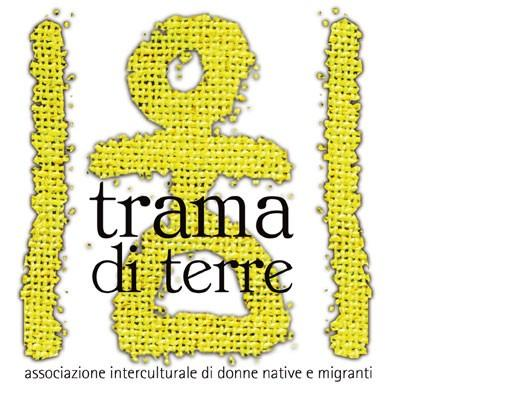 trama
di terre
associazione interculturale di donne native e migranti